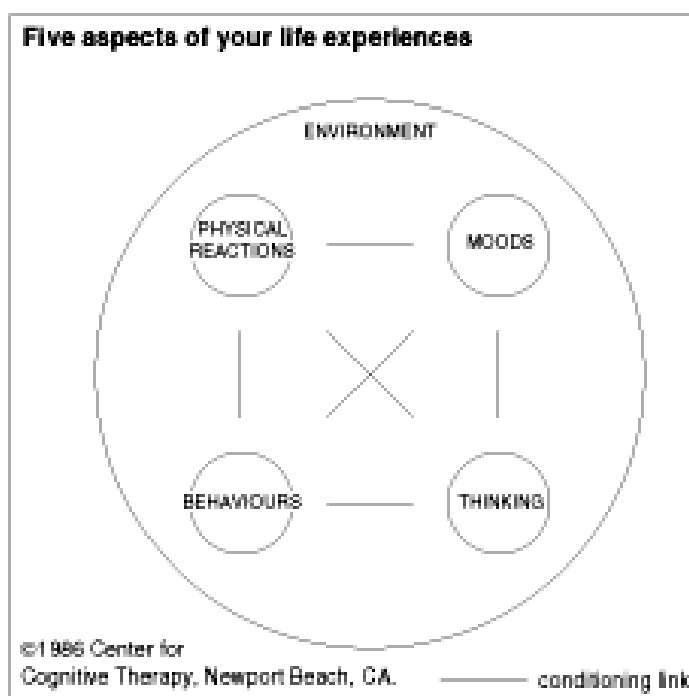 Five aspects of your life experiences
ENVIRONMENT
PHYSICAL
REACTIONS
MOODS
BEHAVIOURS
THINKING
©1986 Center for
Cognitive Therapy, Newport Beach, CA.
conditioning link